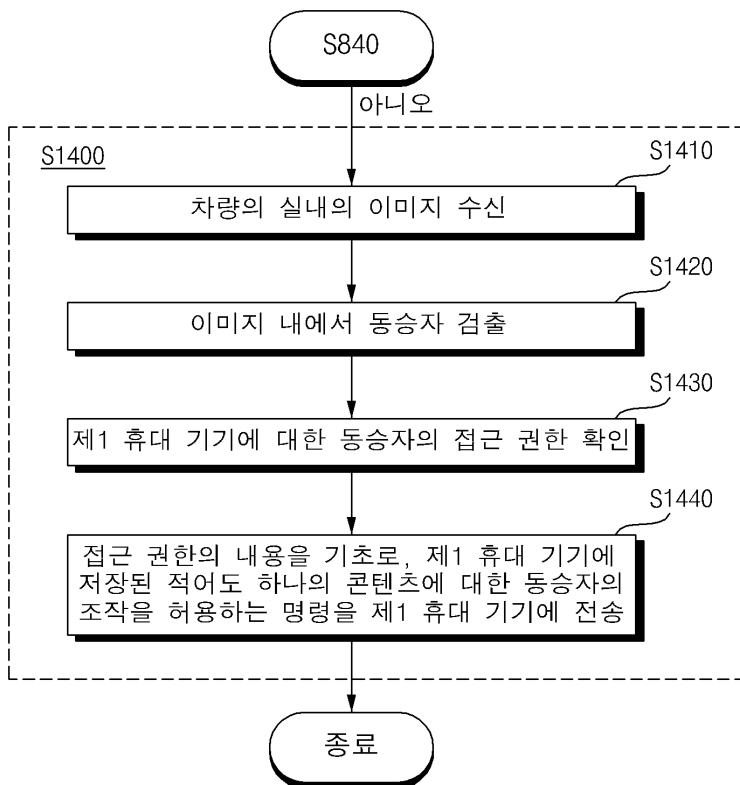 S840
아니오
S1400
S1410
차량의 실내의 이미지 수신
S1420
이미지 내에서 동승자 검출
S1430
제1 휴대 기기에 대한 동승자의 접근 권한 확인
S1440
접근 권한의 내용을 기초로, 제1 휴대 기기에
저장된 적어도 하나의 콘텐츠에 대한 동승자의
조작을 허용하는 명령을 제1 휴대 기기에 전송
종료